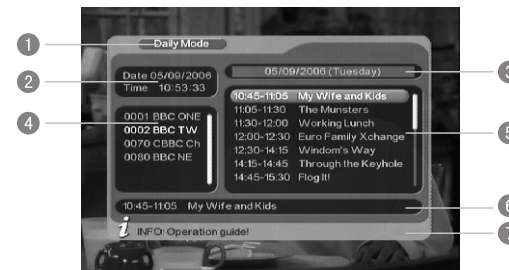 1
Daily Mode
2
Date 05/09/2006
Time 10:53:33
05/09/2006 (Tuesday)
3
4
0001 BBC ONE
0002 BBC TW
0070 CBBC Ch
0080 BBC NE
10:45-11:05 My Wife and Kids
11:05-11:30 The Munsters
11:30-12:00 Working Lunch
12:00-12:30 Euro Family Xchange
12:30-14:15 Windom's Way
14:15-14:45 Through the Keyhole
14:45-15:30 Flog It!
5
10:45-11:05 My Wife and Kids
6
i INFO: Operation guide!
7